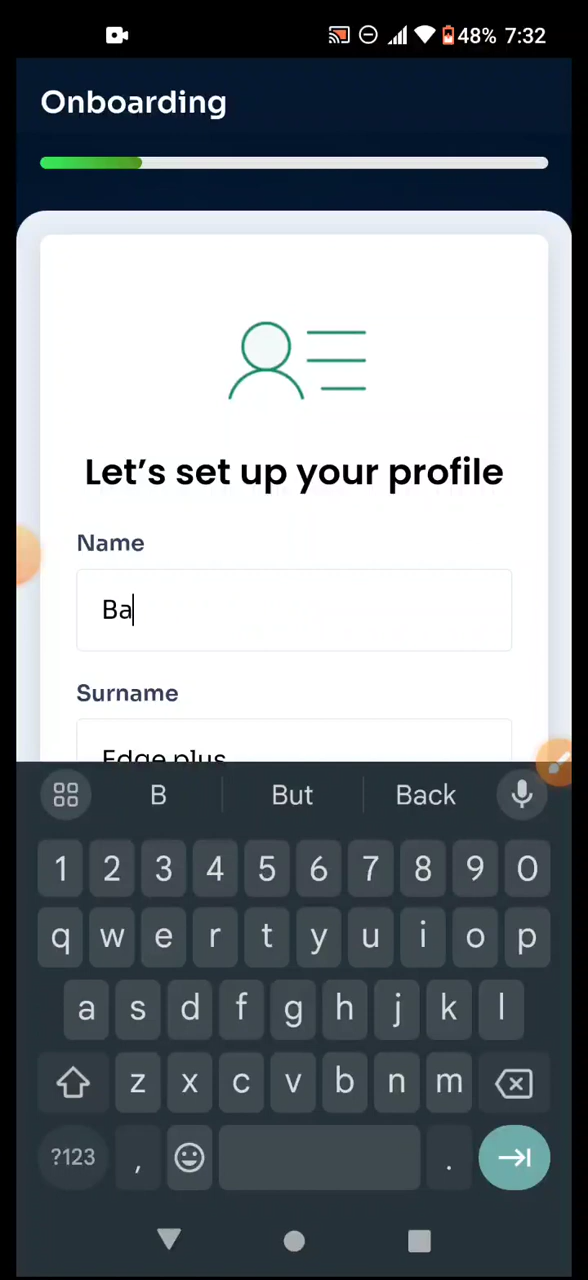 48% 7:32
Onboarding
Let’s set up your profile
Name
Ba
Surname
Edge plus
B But Back
1 2 3 4 5 6 7 8 9 0
q w e r t y u i o p
a s d f g h j k l
z x c v b n m
?123 , .